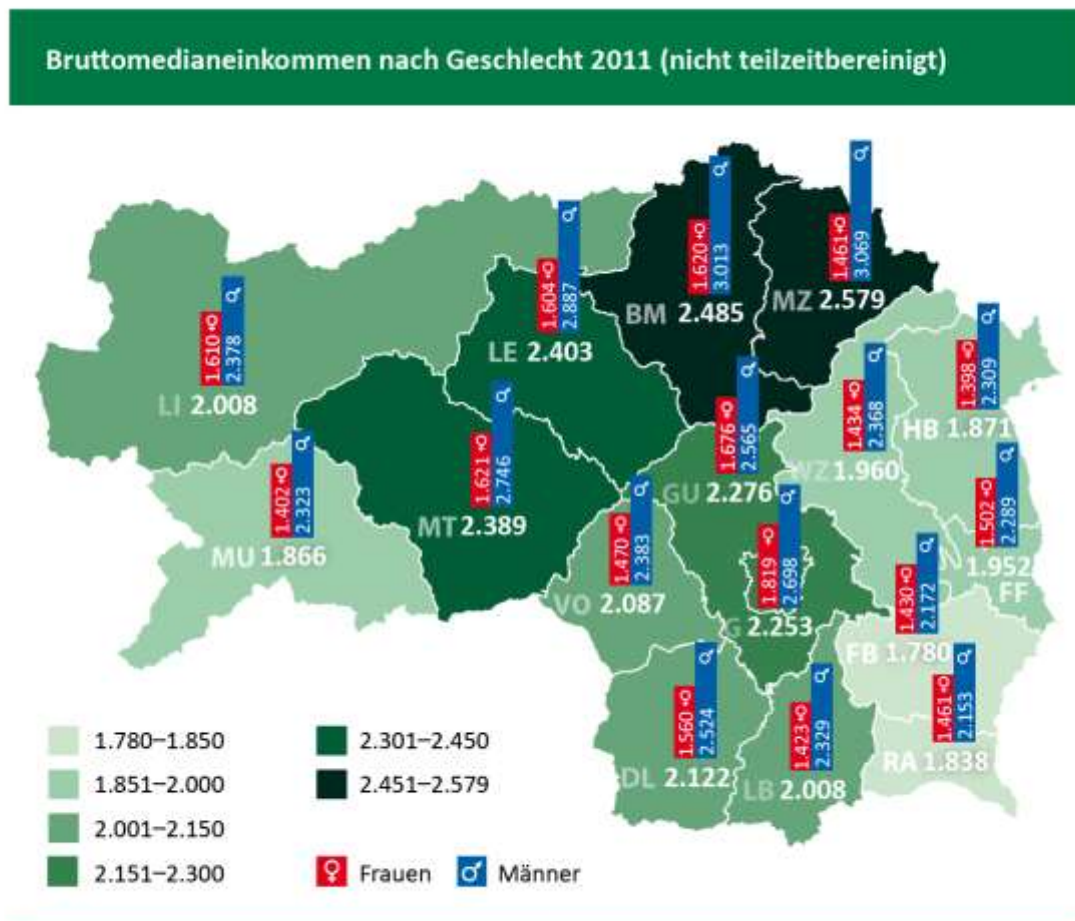 Bruttomedianeinkommen nach Geschlecht 2011 (nicht teilzeitbereinigt)
1.620 ♀
3.013 ♂
BM 2.485
1.461 ♀
3.069 ♂
MZ 2.579
1.604 ♀
2.887 ♂
LE 2.403
1.610 ♀
2.378 ♂
LI 2.008
1.398 ♀
2.309 ♂
HB 1.871
1.434 ♀
2.368 ♂
WZ 1.960
1.676 ♀
2.565 ♂
GU 2.276
1.621 ♀
2.746 ♂
MT 2.389
1.402 ♀
2.323 ♂
MU 1.866
1.470 ♀
2.383 ♂
VO 2.087
1.819 ♀
2.698 ♂
G 2.253
1.502 ♀
2.289 ♂
1.952
FF
1.430 ♀
2.172 ♂
FB 1.780
1.461 ♀
2.153 ♂
RA 1.838
1.560 ♀
2.524 ♂
DL 2.122
1.423 ♀
2.329 ♂
LB 2.008
1.780–1.850
1.851–2.000
2.001–2.150
2.151–2.300
2.301–2.450
2.451–2.579
♀ Frauen ♂ Männer